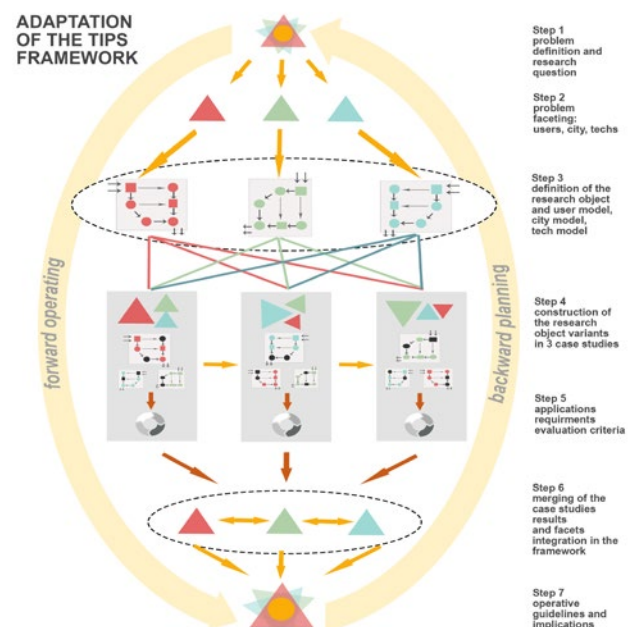 ADAPTATION
OF THE TIPS
FRAMEWORK
Step 1
problem
definition and
research
question
Step 2
problem
faceting:
users, city, techs
Step 3
definition of the
research object
and user model,
city model,
tech model
forward operating
backward planning
Step 4
construction of
the research
object variants
in 3 case studies
Step 5
applications
requirments
evaluation criteria
Step 6
merging of the
case studies
results
and facets
integration in the
framework
Step 7
operative
guidelines and
implications